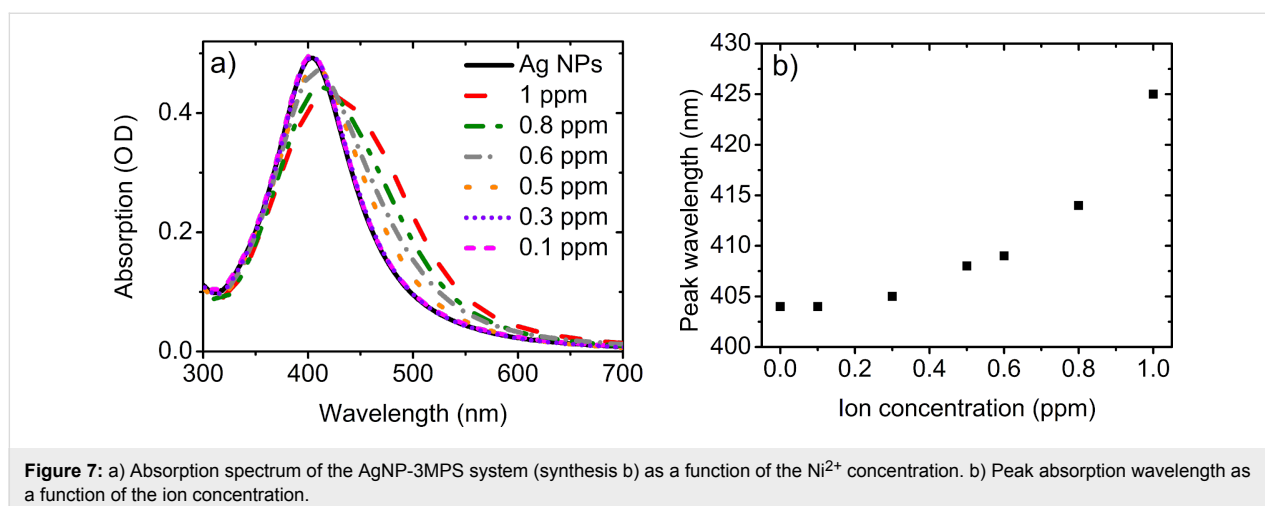 a)
Ag NPs
1 ppm
0.8 ppm
0.6 ppm
0.5 ppm
0.3 ppm
0.1 ppm
0.4
0.2
0.0
Absorption (OD)
300 400 500 600 700
Wavelength (nm)
b)
430
425
420
415
410
405
400
Peak wavelength (nm)
0.0 0.2 0.4 0.6 0.8 1.0
Ion concentration (ppm)
Figure 7: a) Absorption spectrum of the AgNP-3MPS system (synthesis b) as a function of the Ni²⁺ concentration. b) Peak absorption wavelength as
a function of the ion concentration.